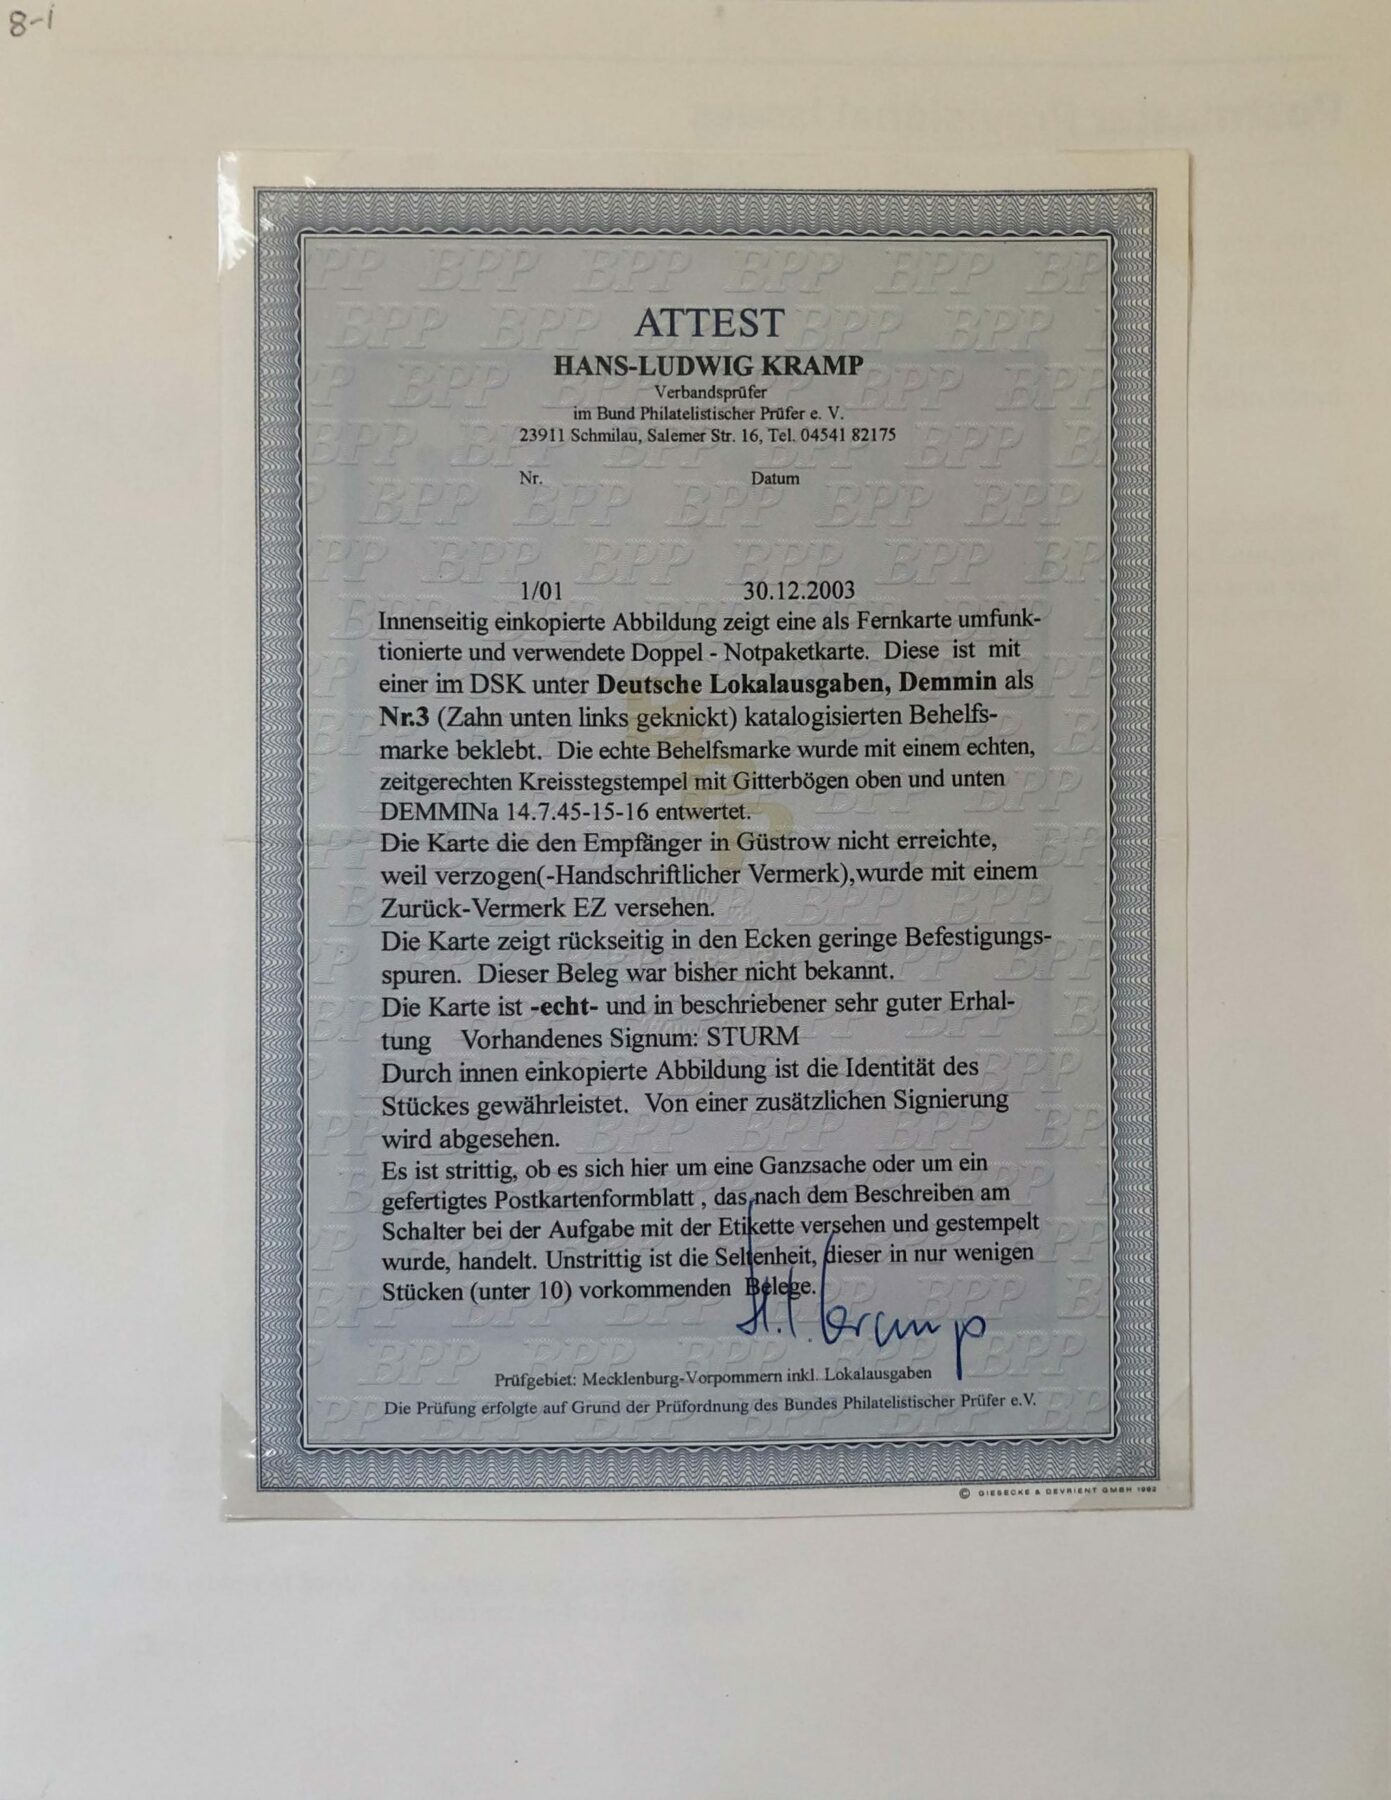 8-1
ATTEST
HANS-LUDWIG KRAMP
Verbandsprüfer
im Bund Philatelistischer Prüfer e. V.
23911 Schmilau, Salemer Str. 16, Tel. 04541 82175
Nr. Datum
1/01 30.12.2003
Innenseitig einkopierte Abbildung zeigt eine als Fernkarte umfunk-
tionierte und verwendete Doppel - Notpaketkarte. Diese ist mit
einer im DSK unter Deutsche Lokalausgaben, Demmin als
Nr.3 (Zahn unten links geknickt) katalogisierten Behelfs-
marke beklebt. Die echte Behelfsmarke wurde mit einem echten,
zeitgerechten Kreisstegstempel mit Gitterbögen oben und unten
DEMMINa 14.7.45-15-16 entwertet.
Die Karte die den Empfänger in Güstrow nicht erreichte,
weil verzogen(-Handschriftlicher Vermerk),wurde mit einem
Zurück-Vermerk EZ versehen.
Die Karte zeigt rückseitig in den Ecken geringe Befestigungs-
spuren. Dieser Beleg war bisher nicht bekannt.
Die Karte ist -echt- und in beschriebener sehr guter Erhal-
tung Vorhandenes Signum: STURM
Durch innen einkopierte Abbildung ist die Identität des
Stückes gewährleistet. Von einer zusätzlichen Signierung
wird abgesehen.
Es ist strittig, ob es sich hier um eine Ganzsache oder um ein
gefertigtes Postkartenformblatt , das nach dem Beschreiben am
Schalter bei der Aufgabe mit der Etikette versehen und gestempelt
wurde, handelt. Unstrittig ist die Seltenheit, dieser in nur wenigen
Stücken (unter 10) vorkommenden Belege.
H. L. Kramp
Prüfgebiet: Mecklenburg-Vorpommern inkl. Lokalausgaben
Die Prüfung erfolgte auf Grund der Prüfordnung des Bundes Philatelistischer Prüfer e.V.
© GIESECKE & DEVRIENT GMBH 1992